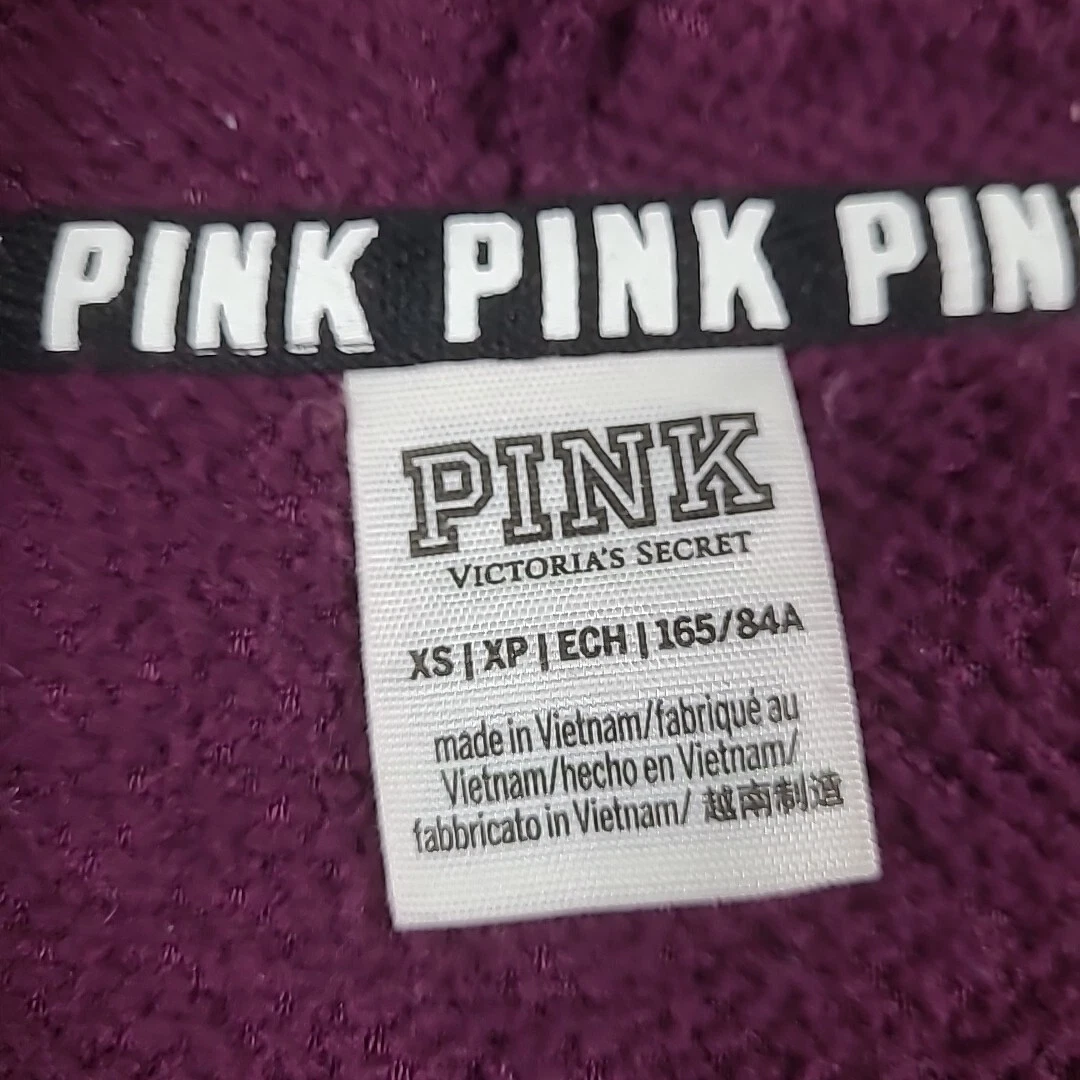 PINK PINK PIN
PINK
VICTORIA'S SECRET
XS | XP | ECH | 165/84A
made in Vietnam/fabriqué au
Vietnam/hecho en Vietnam/
fabbricato in Vietnam/ 越南制造